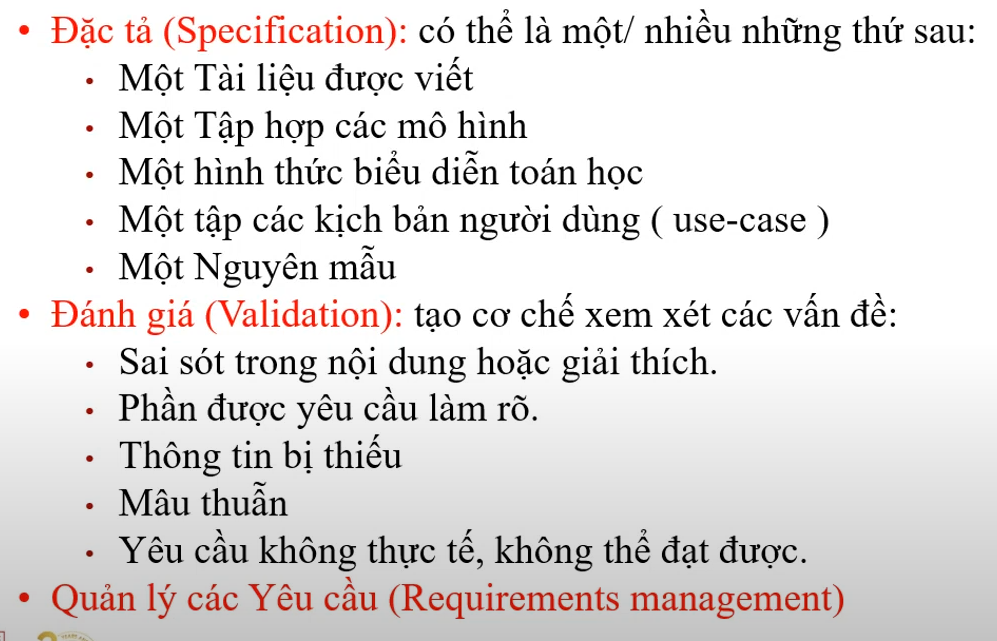 • Đặc tả (Specification): có thể là một/ nhiều những thứ sau:
• Một Tài liệu được viết
• Một Tập hợp các mô hình
• Một hình thức biểu diễn toán học
• Một tập các kịch bản người dùng ( use-case )
• Một Nguyên mẫu
• Đánh giá (Validation): tạo cơ chế xem xét các vấn đề:
• Sai sót trong nội dung hoặc giải thích.
• Phần được yêu cầu làm rõ.
• Thông tin bị thiếu
• Mâu thuẫn
• Yêu cầu không thực tế, không thể đạt được.
• Quản lý các Yêu cầu (Requirements management)